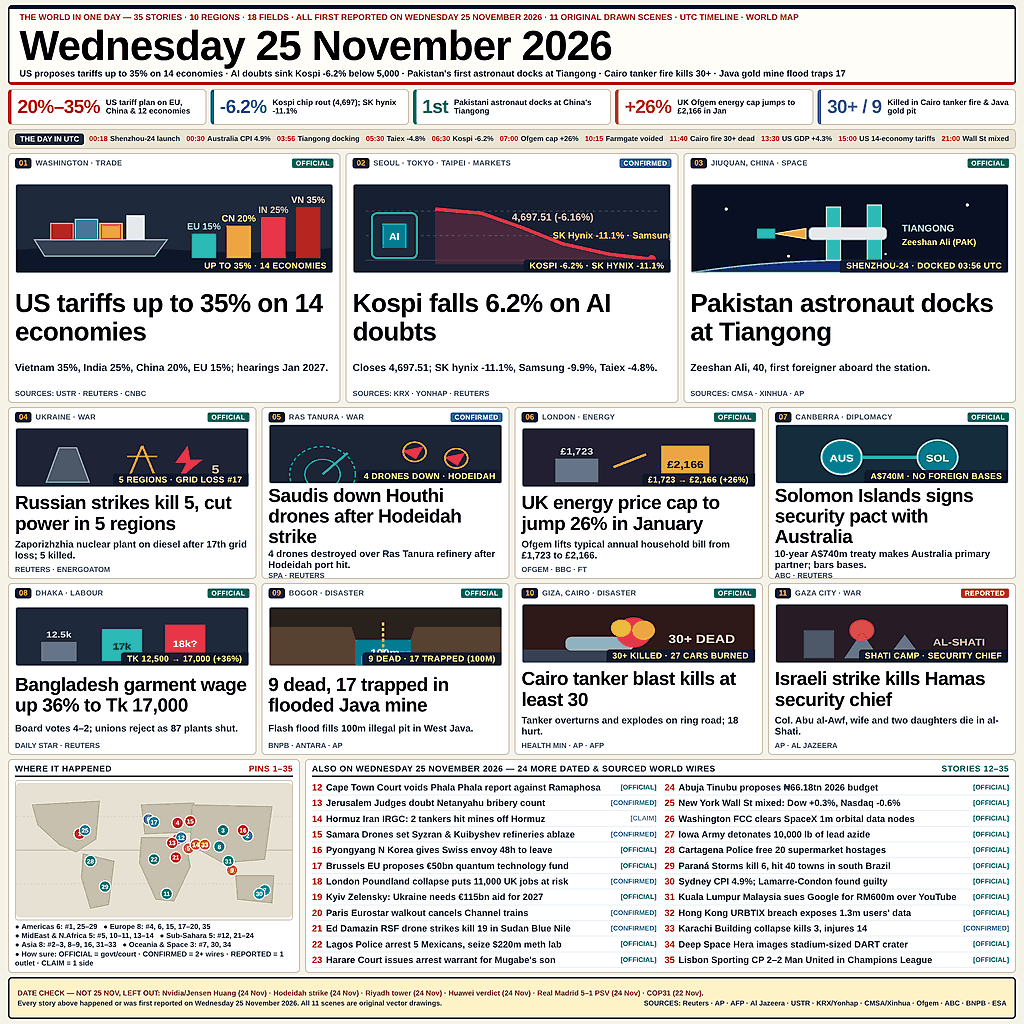 THE WORLD IN ONE DAY — 35 STORIES · 10 REGIONS · 18 FIELDS · ALL FIRST REPORTED ON WEDNESDAY 25 NOVEMBER 2026 · 11 ORIGINAL DRAWN SCENES · UTC TIMELINE · WORLD MAP
Wednesday 25 November 2026
US proposes tariffs up to 35% on 14 economies · AI doubts sink Kospi -6.2% below 5,000 · Pakistan's first astronaut docks at Tiangong · Cairo tanker fire kills 30+ · Java gold mine flood traps 17
20%–35% US tariff plan on EU, China & 12 economies
-6.2% Kospi chip rout (4,697); SK hynix -11.1%
1st Pakistani astronaut docks at China's Tiangong
+26% UK Ofgem energy cap jumps to £2,166
30+ / 9 Killed in Cairo tanker fire & Java gold pit
THE DAY IN UTC 00:18 Shenzhou-24 launch 00:30 Australia CPI 4.9% 03:56 Tiangong docking 05:30 Taiex -4.8% 06:30 Kospi -6.2% 07:00 Ofgem cap +26% 10:15 Farmgate voided 11:40 Cairo fire 30+ dead 13:30 US GDP +4.3% 15:00 US 14-economy tariffs 21:00 Wall St mixed
01 WASHINGTON · TRADE OFFICIAL
EU 15% CN 20% IN 25% VN 35%
UP TO 35% · 14 ECONOMIES
US tariffs up to 35% on 14
economies
Vietnam 35%, India 25%, China 20%, EU 15%; hearings Jan 2027.
SOURCES: USTR · REUTERS · CNBC
02 SEOUL · TOKYO · TAIPEI · MARKETS CONFIRMED
AI
4,697.51 (-6.16%)
SK Hynix -11.1% · Samsung
KOSPI -6.2% · SK HYNIX -11.1%
Kospi falls 6.2% on AI
doubts
Closes 4,697.51; SK hynix -11.1%, Samsung -9.9%, Taiex -4.8%.
SOURCES: KRX · YONHAP · REUTERS
03 JIUQUAN, CHINA · SPACE OFFICIAL
TIANGONG
Zeeshan Ali (PAK)
SHENZHOU-24 · DOCKED 03:56 UTC
Pakistan astronaut docks
at Tiangong
Zeeshan Ali, 40, first foreigner aboard the station.
SOURCES: CMSA · XINHUA · AP
04 UKRAINE · WAR OFFICIAL
5
5 REGIONS · GRID LOSS #17
Russian strikes kill 5, cut
power in 5 regions
Zaporizhzhia nuclear plant on diesel after 17th grid
loss; 5 killed.
REUTERS · ENERGOATOM
05 RAS TANURA · WAR CONFIRMED
4 DRONES DOWN · HODEIDAH
Saudis down Houthi
drones after Hodeidah
strike
4 drones destroyed over Ras Tanura refinery after
Hodeidah port hit.
SPA · REUTERS
06 LONDON · ENERGY OFFICIAL
£1,723
£2,166
£1,723 → £2,166 (+26%)
UK energy price cap to
jump 26% in January
Ofgem lifts typical annual household bill from
£1,723 to £2,166.
OFGEM · BBC · FT
07 CANBERRA · DIPLOMACY OFFICIAL
AUS SOL
A$740M · NO FOREIGN BASES
Solomon Islands signs
security pact with
Australia
10-year A$740m treaty makes Australia primary
partner; bars bases.
ABC · REUTERS
08 DHAKA · LABOUR OFFICIAL
12.5k 17k 18k?
TK 12,500 → 17,000 (+36%)
Bangladesh garment wage
up 36% to Tk 17,000
Board votes 4–2; unions reject as 87 plants shut.
DAILY STAR · REUTERS
09 BOGOR · DISASTER OFFICIAL
100m
9 DEAD · 17 TRAPPED (100M)
9 dead, 17 trapped in
flooded Java mine
Flash flood fills 100m illegal pit in West Java.
BNPB · ANTARA · AP
10 GIZA, CAIRO · DISASTER OFFICIAL
30+ DEAD
30+ KILLED · 27 CARS BURNED
Cairo tanker blast kills at
least 30
Tanker overturns and explodes on ring road; 18
hurt.
HEALTH MIN · AP · AFP
11 GAZA CITY · WAR REPORTED
AL-SHATI
SHATI CAMP · SECURITY CHIEF
Israeli strike kills Hamas
security chief
Col. Abu al-Awf, wife and two daughters die in al-
Shati.
AP · AL JAZEERA
WHERE IT HAPPENED PINS 1–35
● Americas 6: #1, 25–29 ● Europe 8: #4, 6, 15, 17–20, 35
● MidEast & N.Africa 5: #5, 10–11, 13–14 ● Sub-Sahara 5: #12, 21–24
● Asia 8: #2–3, 8–9, 16, 31–33 ● Oceania & Space 3: #7, 30, 34
● How sure: OFFICIAL = govt/court · CONFIRMED = 2+ wires · REPORTED = 1
outlet · CLAIM = 1 side
ALSO ON WEDNESDAY 25 NOVEMBER 2026 — 24 MORE DATED & SOURCED WORLD WIRES STORIES 12–35
12 Cape Town Court voids Phala Phala report against Ramaphosa [OFFICIAL]
13 Jerusalem Judges doubt Netanyahu bribery count [CONFIRMED]
14 Hormuz Iran IRGC: 2 tankers hit mines off Hormuz [CLAIM]
15 Samara Drones set Syzran & Kuibyshev refineries ablaze [CONFIRMED]
16 Pyongyang N Korea gives Swiss envoy 48h to leave [OFFICIAL]
17 Brussels EU proposes €50bn quantum technology fund [OFFICIAL]
18 London Poundland collapse puts 11,000 UK jobs at risk [CONFIRMED]
19 Kyiv Zelensky: Ukraine needs €115bn aid for 2027 [OFFICIAL]
20 Paris Eurostar walkout cancels Channel trains [CONFIRMED]
21 Ed Damazin RSF drone strikes kill 19 in Sudan Blue Nile [CONFIRMED]
22 Lagos Police arrest 5 Mexicans, seize $220m meth lab [OFFICIAL]
23 Harare Court issues arrest warrant for Mugabe's son [OFFICIAL]
24 Abuja Tinubu proposes ₦66.18tn 2027 budget [OFFICIAL]
25 New York Wall St mixed: Dow +0.3%, Nasdaq -0.6% [OFFICIAL]
26 Washington FCC clears SpaceX 1m orbital data nodes [OFFICIAL]
27 Iowa Army detonates 10,000 lb of lead azide [OFFICIAL]
28 Cartagena Police free 20 supermarket hostages [OFFICIAL]
29 Paraná Storms kill 6, hit 40 towns in south Brazil [OFFICIAL]
30 Sydney CPI 4.9%; Lamarre-Condon found guilty [OFFICIAL]
31 Kuala Lumpur Malaysia sues Google for RM600m over YouTube [OFFICIAL]
32 Hong Kong URBTIX breach exposes 1.3m users' data [OFFICIAL]
33 Karachi Building collapse kills 3, injures 14 [CONFIRMED]
34 Deep Space Hera images stadium-sized DART crater [OFFICIAL]
35 Lisbon Sporting CP 2–2 Man United in Champions League [OFFICIAL]
DATE CHECK — NOT 25 NOV, LEFT OUT: Nvidia/Jensen Huang (24 Nov) · Hodeidah strike (24 Nov) · Riyadh tower (24 Nov) · Huawei verdict (24 Nov) · Real Madrid 5–1 PSV (24 Nov) · COP31 (22 Nov).
Every story above happened or was first reported on Wednesday 25 November 2026. All 11 scenes are original vector drawings.
SOURCES: Reuters · AP · AFP · Al Jazeera · USTR · KRX/Yonhap · CMSA/Xinhua · Ofgem · ABC · BNPB · ESA